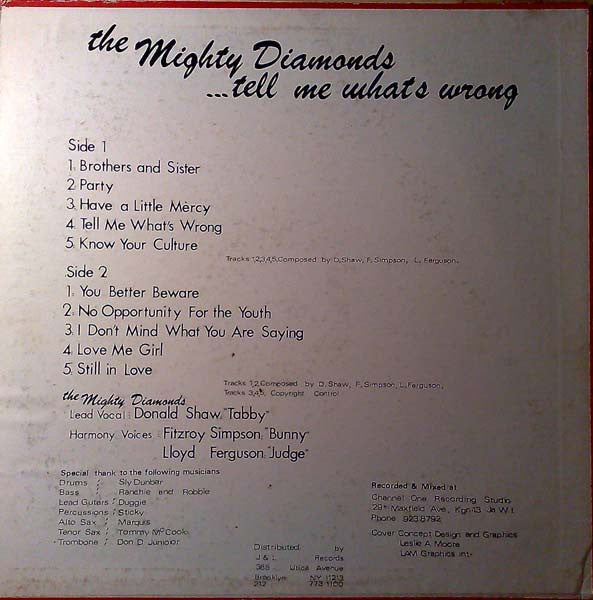 the Mighty Diamonds
...tell me what's wrong
Side 1
1. Brothers and Sister
2 Party
3. Have a Little Mercy
4. Tell Me What's Wrong
5. Know Your Culture
Tracks 1,2,3,4,5, Composed by D. Shaw, F. Simpson, L. Ferguson.
Side 2
1. You Better Beware
2. No Opportunity For the Youth
3. I Don't Mind What You Are Saying
4. Love Me Girl
5. Still in Love
Tracks 1,2, Composed by D. Shaw, F. Simpson, L. Ferguson,
Tracks 3,4,5, Copyright Control
the Mighty Diamonds
Lead Vocal: Donald Shaw, "Tabby"
Harmony Voices : Fitzroy Simpson, "Bunny"
Lloyd Ferguson, "Judge"
Special thank to the following musicians
Drums : Sly Dunbar
Bass : Ranchie and Robbie
Lead Guitars : Duggie
Percussions : Sticky
Alto Sax : Marquis
Tenor Sax : Tommy McCook
Trombone : Don D. Junior
Distributed by
J & L Records
365 Utica Avenue
Brooklyn NY 11213
212 773 1100
Recorded & Mixed at
Channel One Recording Studio
29 Maxfield Ave, Kgn 13 Ja W.I.
Phone 923.8792
Cover Concept Design and Graphics
Leslie A. Moore
LAM Graphics int.